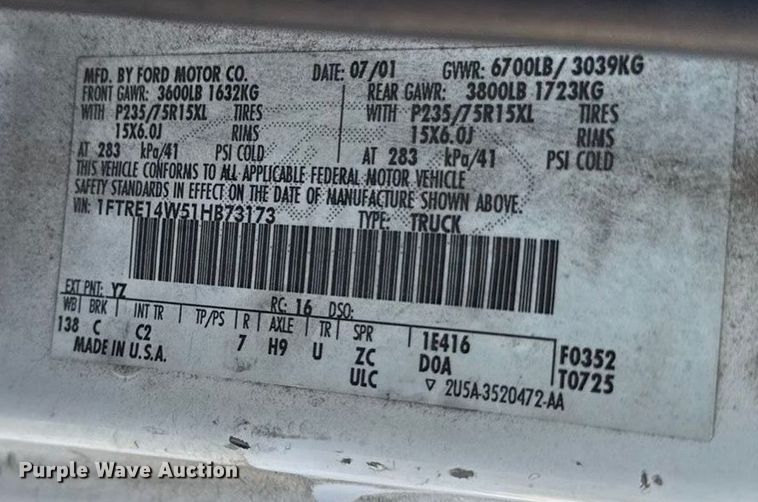 MFD. BY FORD MOTOR CO. DATE: 07/01 GVWR: 6700LB/ 3039KG
FRONT GAWR: 3600LB 1632KG REAR GAWR: 3800LB 1723KG
WITH P235/75R15XL TIRES WITH P235/75R15XL TIRES
15X6.0J RIMS 15X6.0J RIMS
AT 283 kPa/41 PSI COLD AT 283 kPa/41 PSI COLD
THIS VEHICLE CONFORMS TO ALL APPLICABLE FEDERAL MOTOR VEHICLE
SAFETY STANDARDS IN EFFECT ON THE DATE OF MANUFACTURE SHOWN ABOVE.
VIN: 1FTRE14W51HB73173 TYPE: TRUCK
EXT PNT: YZ RC: 16 DSO:
WB BRK INT TR TP/PS R AXLE TR SPR 1E416 F0352
138 C C2 7 H9 U ZC DOA T0725
MADE IN U.S.A. ULC ▽ 2U5A-3520472-AA
Purple Wave Auction